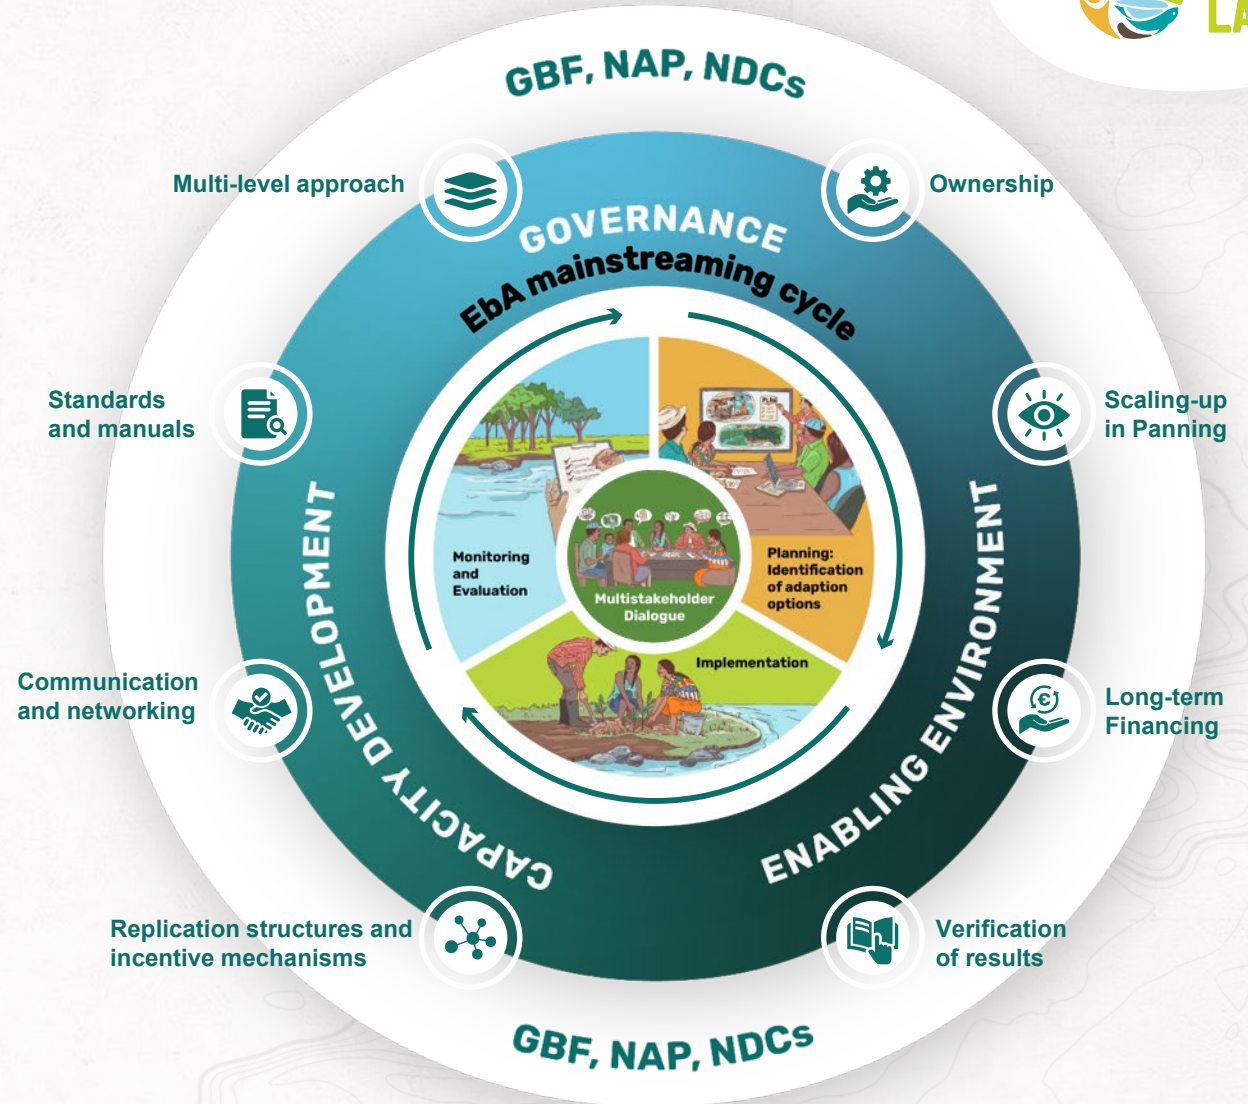 LA
GBF, NAP, NDCs
Multi-level approach
Ownership
GOVERNANCE
EbA mainstreaming cycle
Standards
and manuals
Scaling-up
in Panning
PLAN
Monitoring
and
Evaluation
Planning:
Identification
of adaption
options
Multistakeholder
Dialogue
Implementation
CAPACITY DEVELOPMENT
ENABLING ENVIRONMENT
Communication
and networking
Long-term
Financing
Replication structures and
incentive mechanisms
Verification
of results
GBF, NAP, NDCs